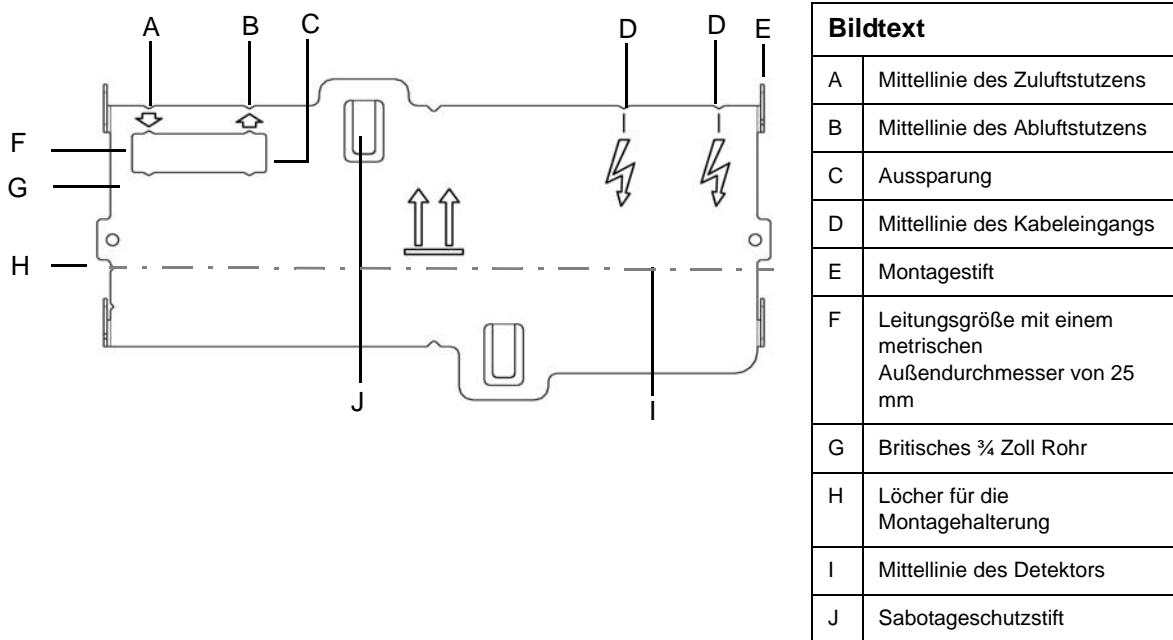 A
B
C
D
D
E
F
G
H
J
I
Bildtext
A Mittellinie des Zuluftstutzens
B Mittellinie des Abluftstutzens
C Aussparung
D Mittellinie des Kabeleingangs
E Montagestift
F Leitungsgröße mit einem
metrischen
Außendurchmesser von 25
mm
G Britisches ¾ Zoll Rohr
H Löcher für die
Montagehalterung
I Mittellinie des Detektors
J Sabotageschutzstift